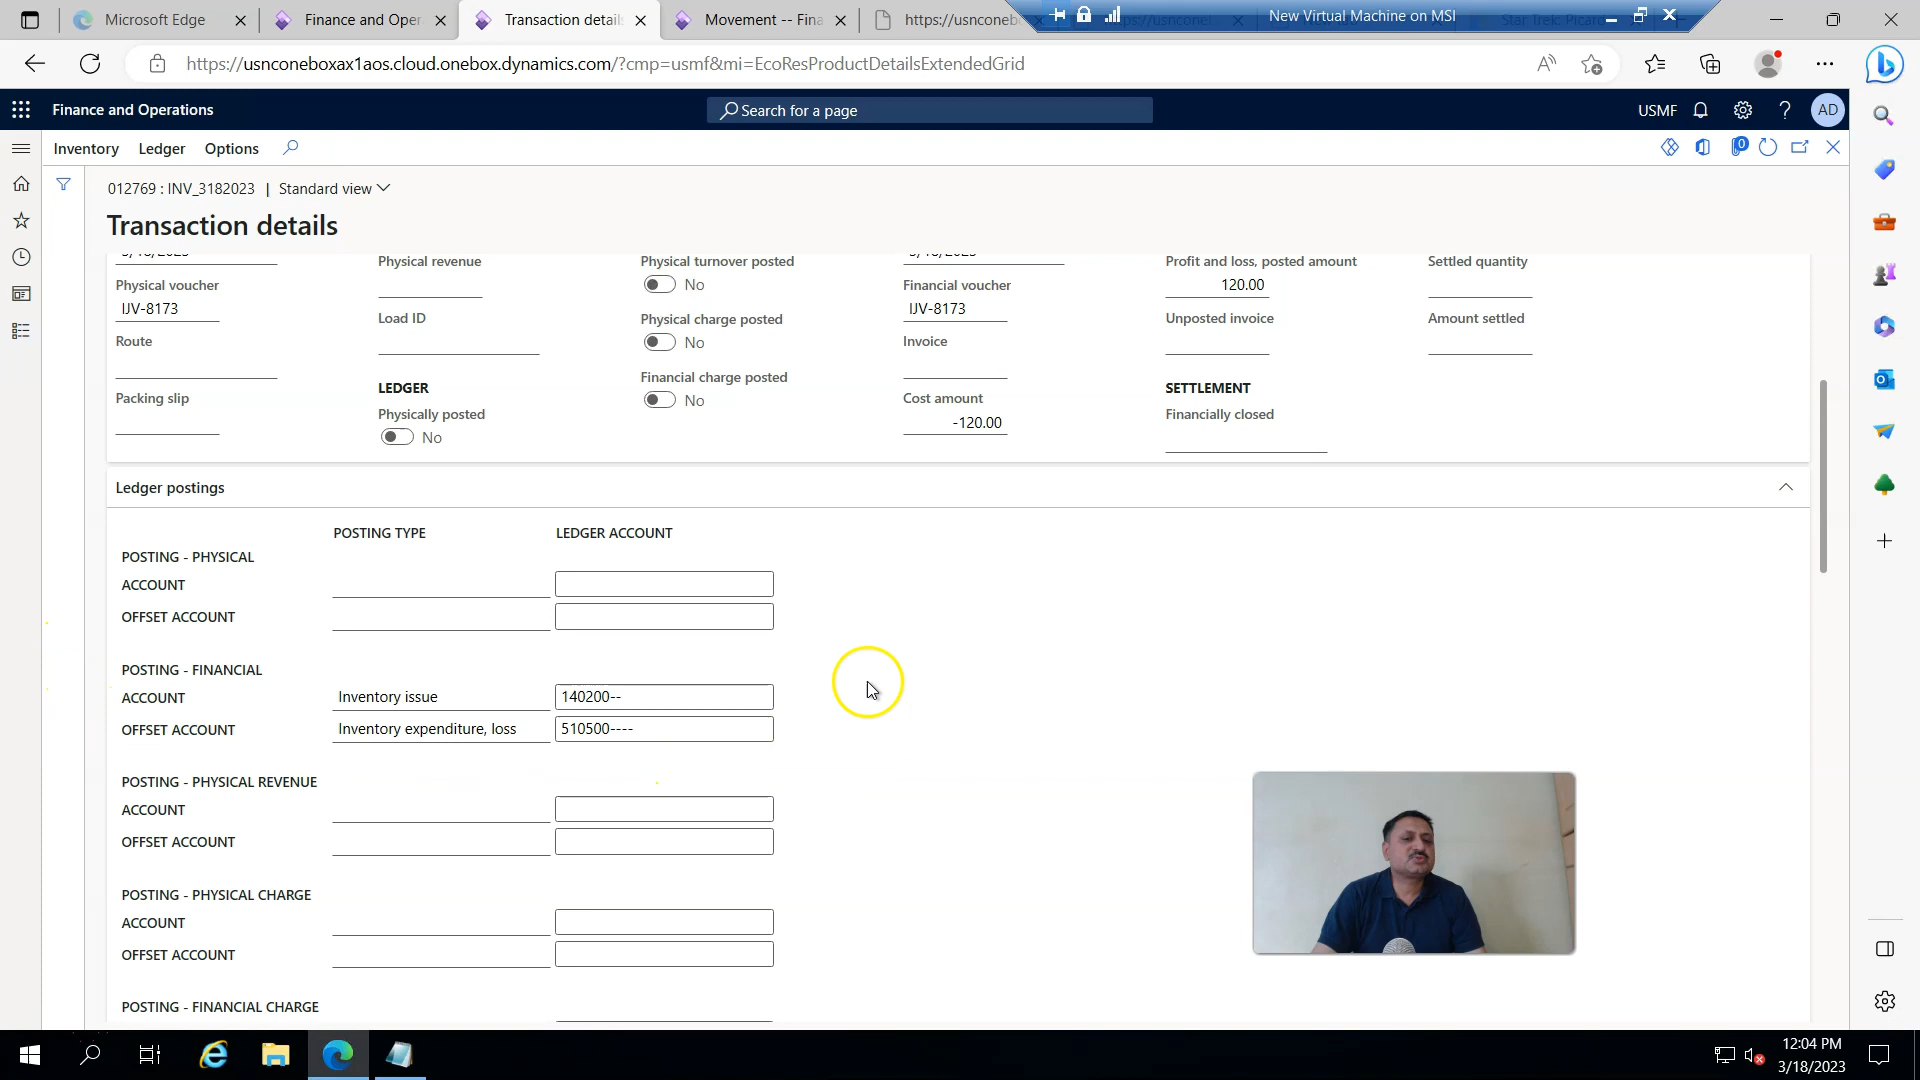 Microsoft Edge
Finance and Oper
Transaction details
Movement -- Fina
https://usnconeb
https://usnconeb
New Virtual Machine on MSI
Star Trek: Picard
https://usnconeboxax1aos.cloud.onebox.dynamics.com/?cmp=usmf&mi=EcoResProductDetailsExtendedGrid
Finance and Operations
Search for a page
USMF
AD
Inventory Ledger Options
0
012769 : INV_3182023 | Standard view
Transaction details
Physical revenue
Physical turnover posted
Profit and loss, posted amount
Settled quantity
Physical voucher
No
Financial voucher
120.00
IJV-8173
Load ID
Physical charge posted
IJV-8173
Unposted invoice
Amount settled
Route
No
Invoice
Financial charge posted
LEDGER
SETTLEMENT
Packing slip
No
Cost amount
Physically posted
-120.00
Financially closed
No
Ledger postings
POSTING TYPE LEDGER ACCOUNT
POSTING - PHYSICAL
ACCOUNT
OFFSET ACCOUNT
POSTING - FINANCIAL
ACCOUNT Inventory issue 140200--
OFFSET ACCOUNT Inventory expenditure, loss 510500----
POSTING - PHYSICAL REVENUE
ACCOUNT
OFFSET ACCOUNT
POSTING - PHYSICAL CHARGE
ACCOUNT
OFFSET ACCOUNT
POSTING - FINANCIAL CHARGE
12:04 PM
3/18/2023